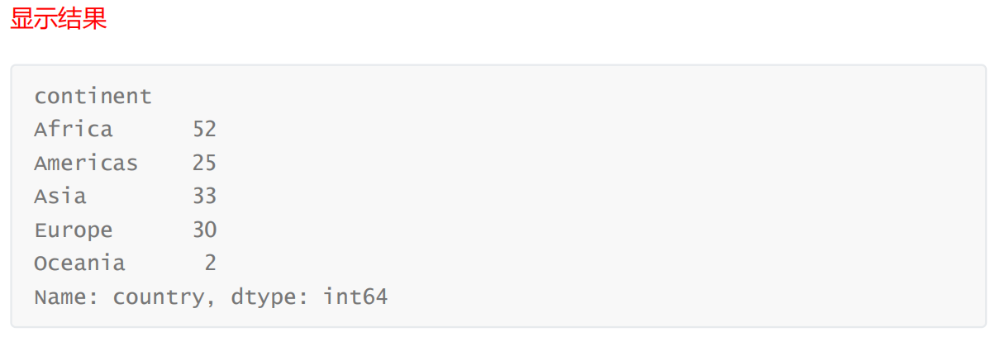 显示结果
continent
Africa      52
Americas    25
Asia        33
Europe      30
Oceania      2
Name: country, dtype: int64